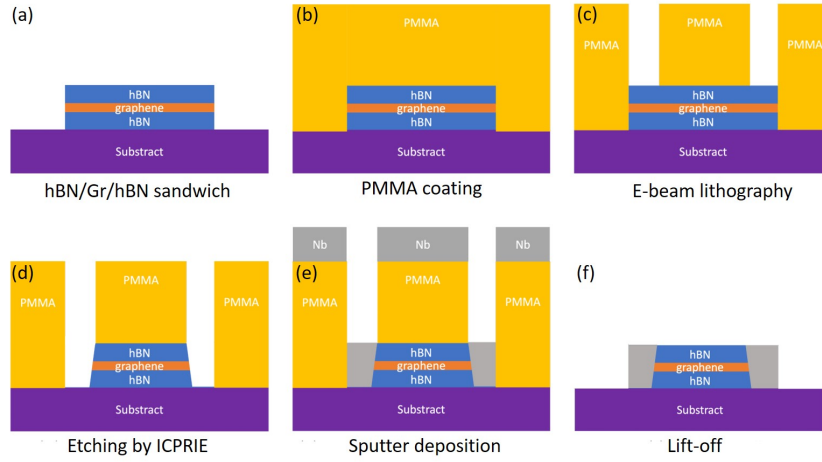 (a)
hBN
graphene
hBN
Substract
hBN/Gr/hBN sandwich
(b)
PMMA
hBN
graphene
hBN
Substract
PMMA coating
(c)
PMMA
PMMA
PMMA
hBN
graphene
hBN
Substract
E-beam lithography
(d)
PMMA
PMMA
PMMA
hBN
graphene
hBN
Substract
Etching by ICPRIE
(e)
Nb
Nb
Nb
PMMA
PMMA
PMMA
hBN
graphene
hBN
Substract
Sputter deposition
(f)
hBN
graphene
hBN
Substract
Lift-off